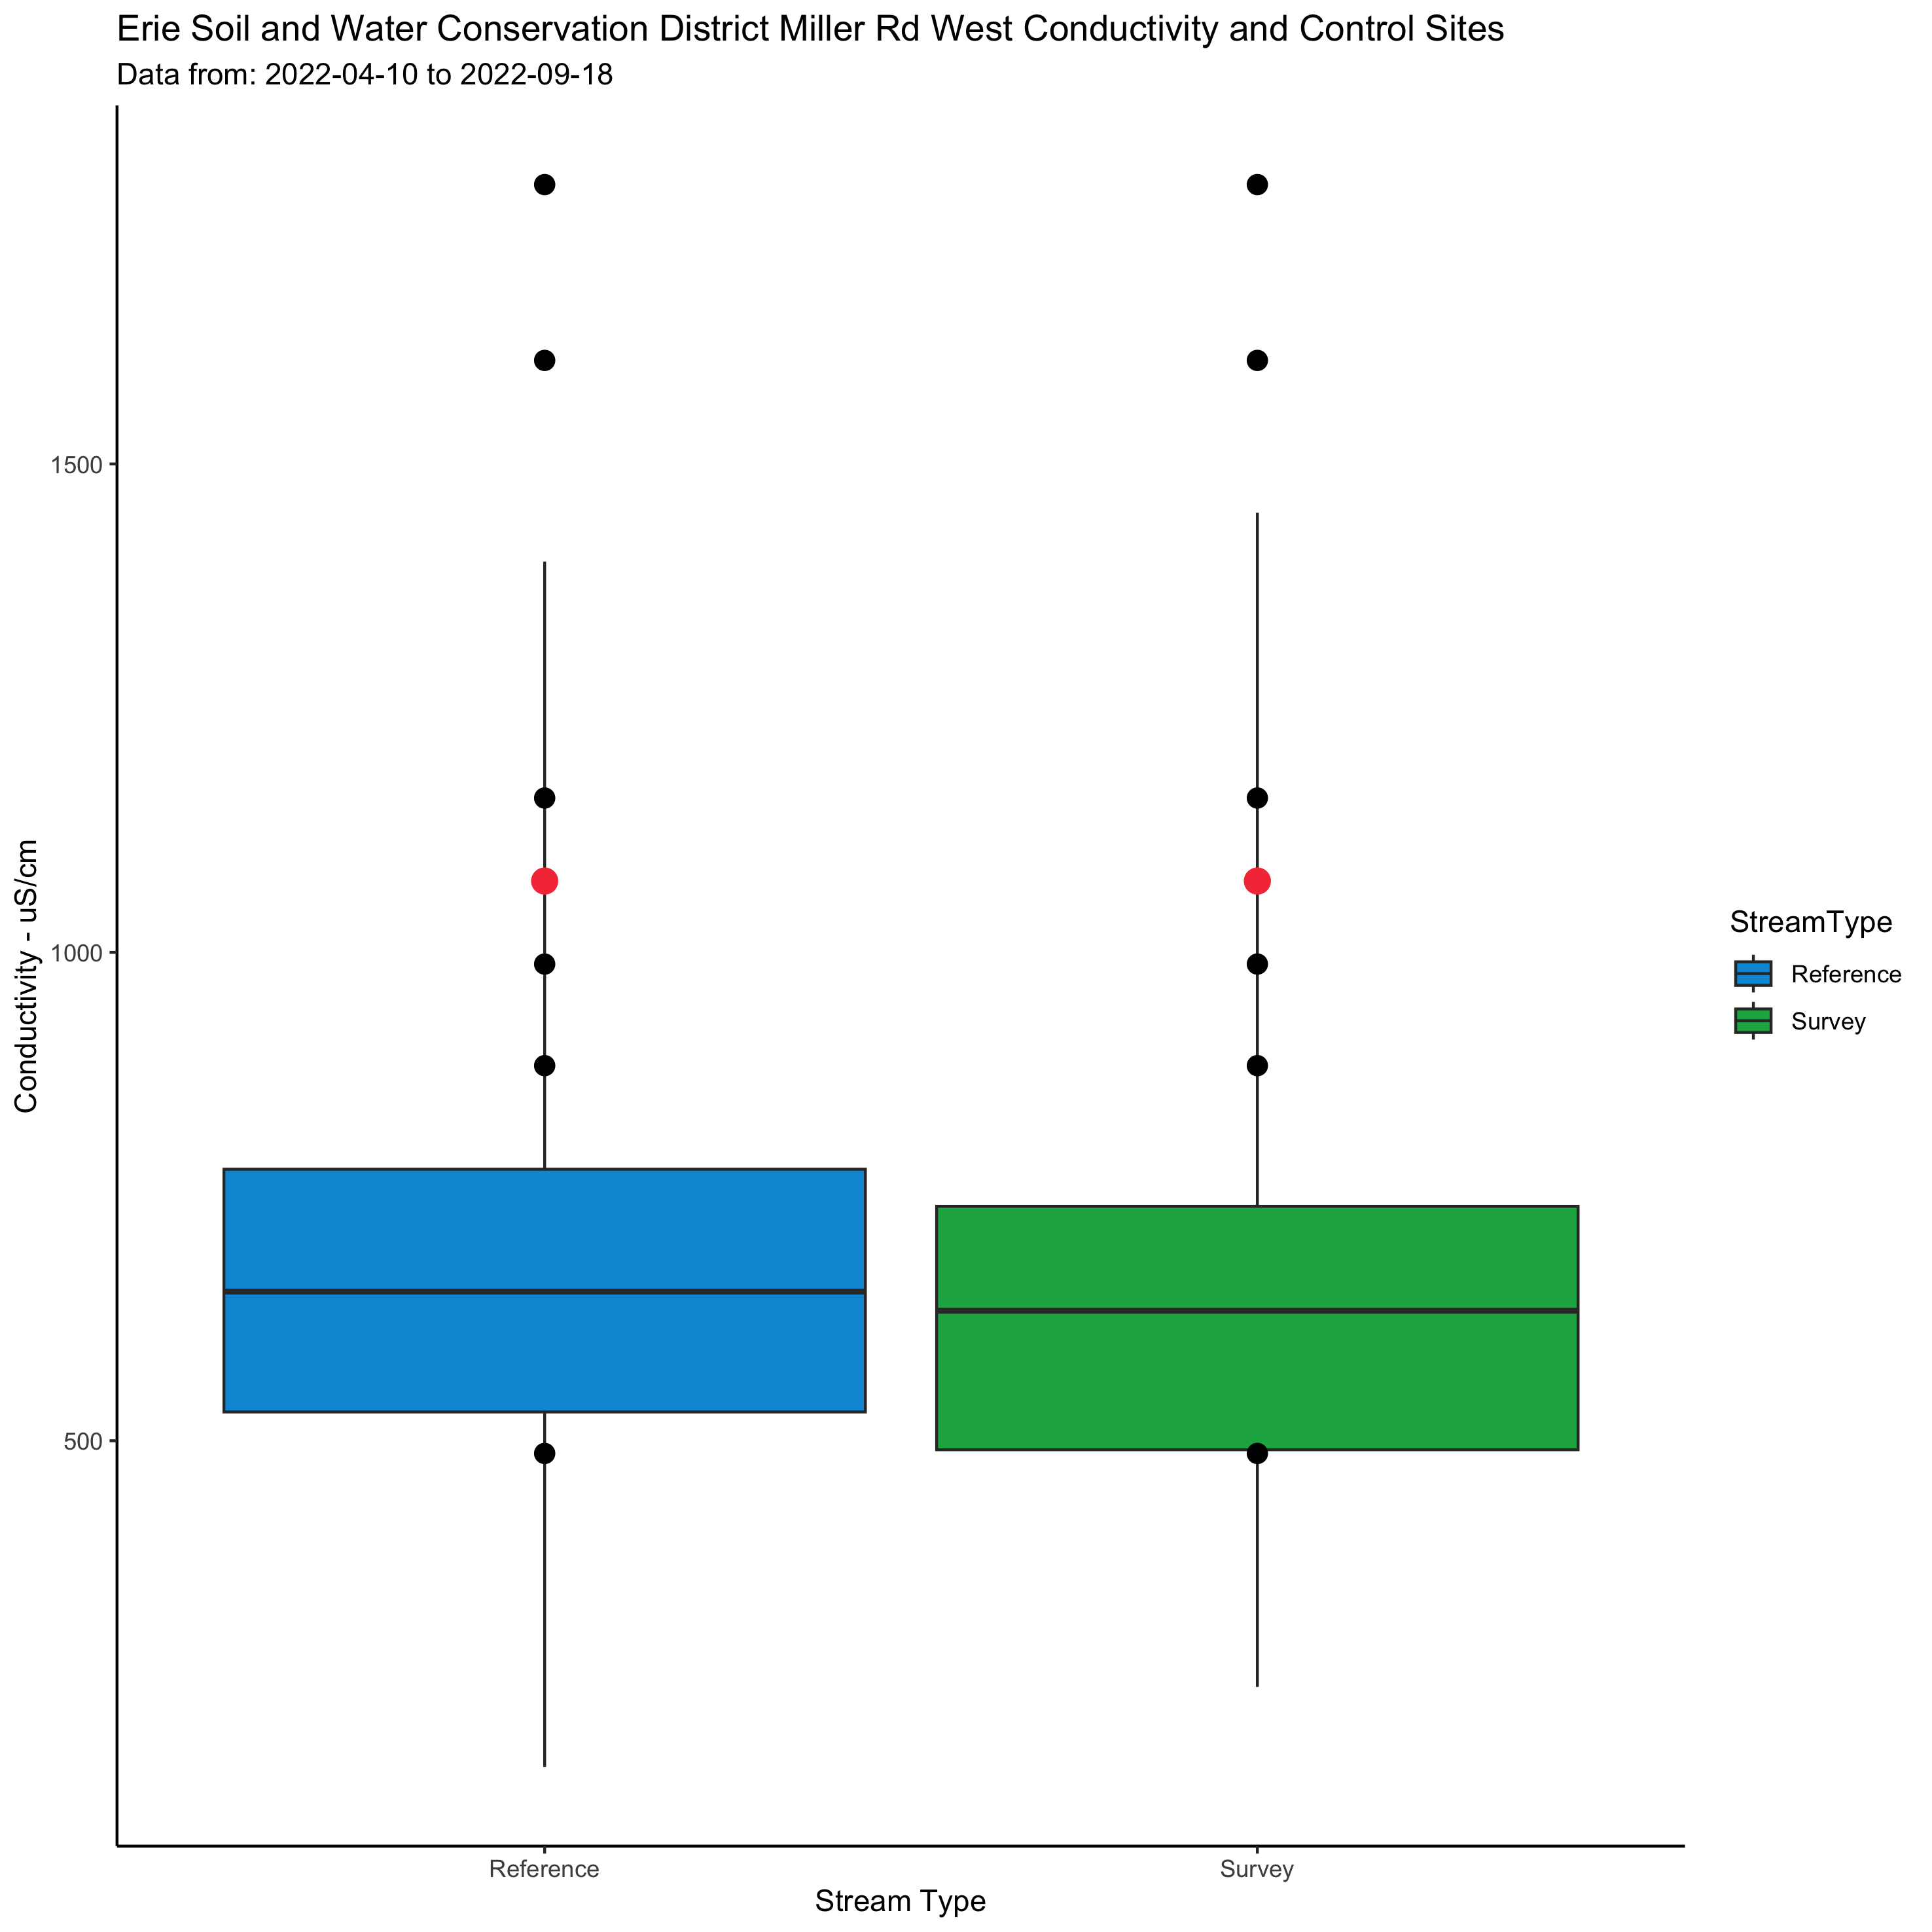 Erie Soil and Water Conservation District Miller Rd West Conductivity and Control Sites
Data from: 2022-04-10 to 2022-09-18
1500
1000
500
Conductivity - uS/cm
Reference
Survey
Stream Type
StreamType
Reference
Survey